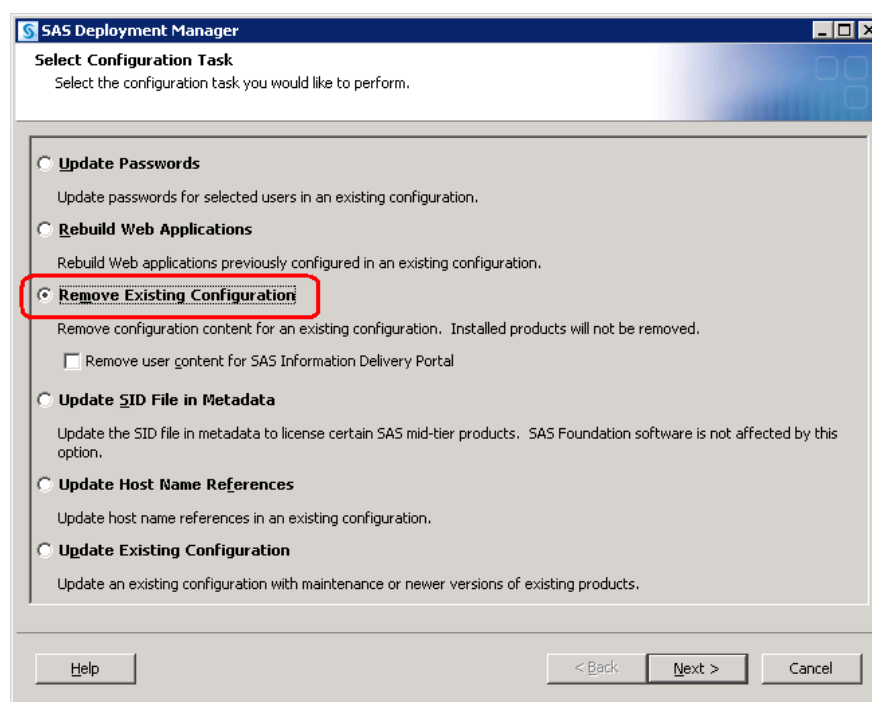 SAS Deployment Manager
Select Configuration Task
Select the configuration task you would like to perform.
Update Passwords
Update passwords for selected users in an existing configuration.
Rebuild Web Applications
Rebuild Web applications previously configured in an existing configuration.
Remove Existing Configuration
Remove configuration content for an existing configuration. Installed products will not be removed.
Remove user content for SAS Information Delivery Portal
Update SID File in Metadata
Update the SID file in metadata to license certain SAS mid-tier products. SAS Foundation software is not affected by this
option.
Update Host Name References
Update host name references in an existing configuration.
Update Existing Configuration
Update an existing configuration with maintenance or newer versions of existing products.
Help
< Back
Next >
Cancel